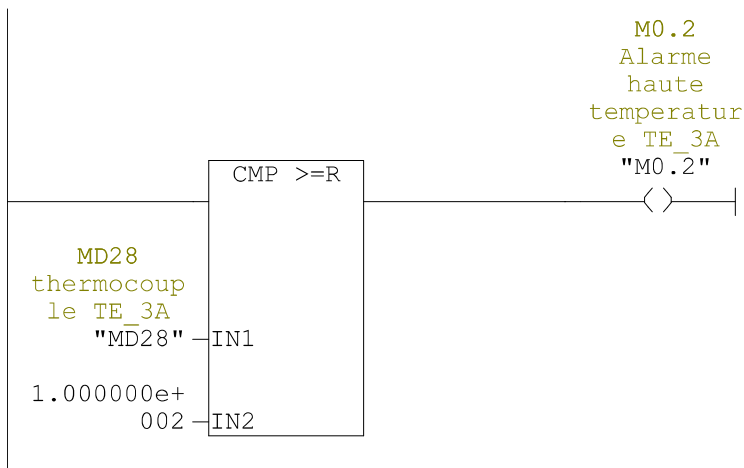 M0.2
Alarme
haute
temperatur
e TE_3A
"M0.2"
CMP >=R
MD28
thermocoup
le TE_3A
"MD28"
IN1
1.000000e+
002
IN2